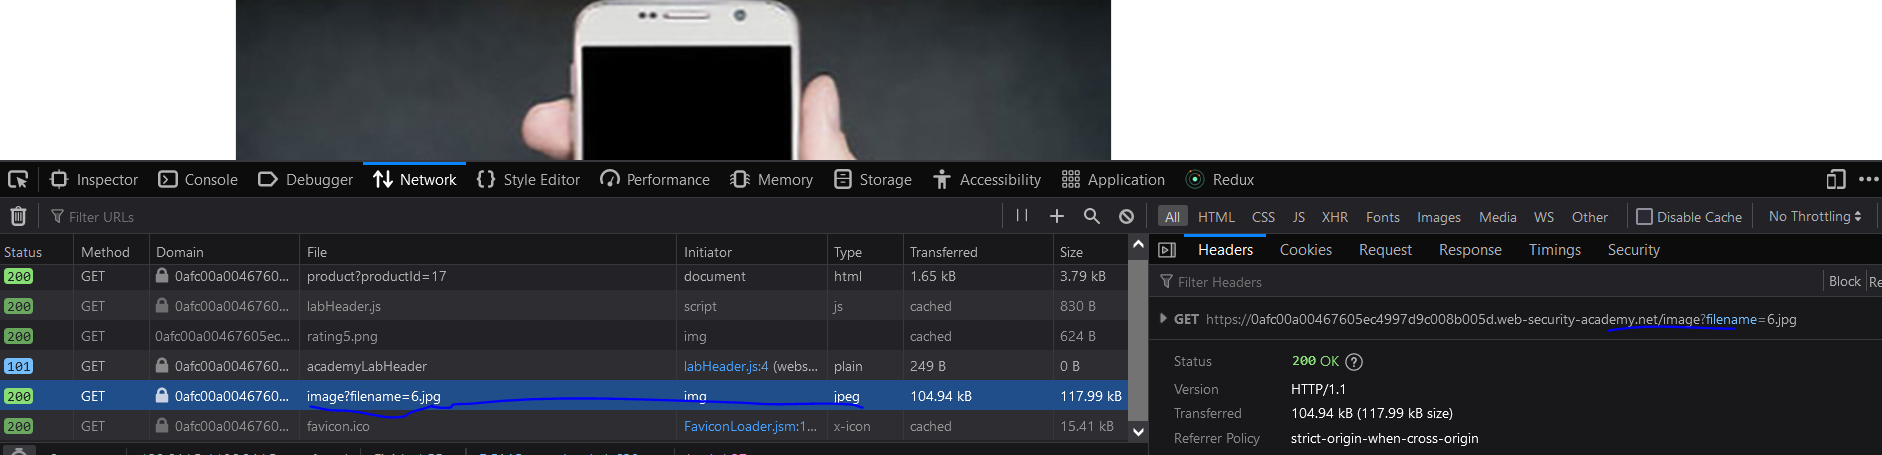 Inspector Console Debugger Network Style Editor Performance Memory Storage Accessibility Application Redux
Filter URLs All HTML CSS JS XHR Fonts Images Media WS Other Disable Cache No Throttling
Status Method Domain File Initiator Type Transferred Size
Headers Cookies Request Response Timings Security
200 GET 0afc00a0046760... product?productId=17 document html 1.65 kB 3.79 kB
Filter Headers Block Re
200 GET 0afc00a0046760... labHeader.js script js cached 830 B
GET https://0afc00a00467605ec4997d9c008b005d.web-security-academy.net/image?filename=6.jpg
200 GET 0afc00a00467605ec... rating5.png img cached 624 B
101 GET 0afc00a0046760... academyLabHeader labHeader.js:4 (webs... plain 249 B 0 B
Status 200 OK
200 GET 0afc00a0046760... image?filename=6.jpg img jpeg 104.94 kB 117.99 kB
Version HTTP/1.1
Transferred 104.94 kB (117.99 kB size)
200 GET 0afc00a0046760... favicon.ico FaviconLoader.jsm:1... x-icon cached 15.41 kB
Referrer Policy strict-origin-when-cross-origin